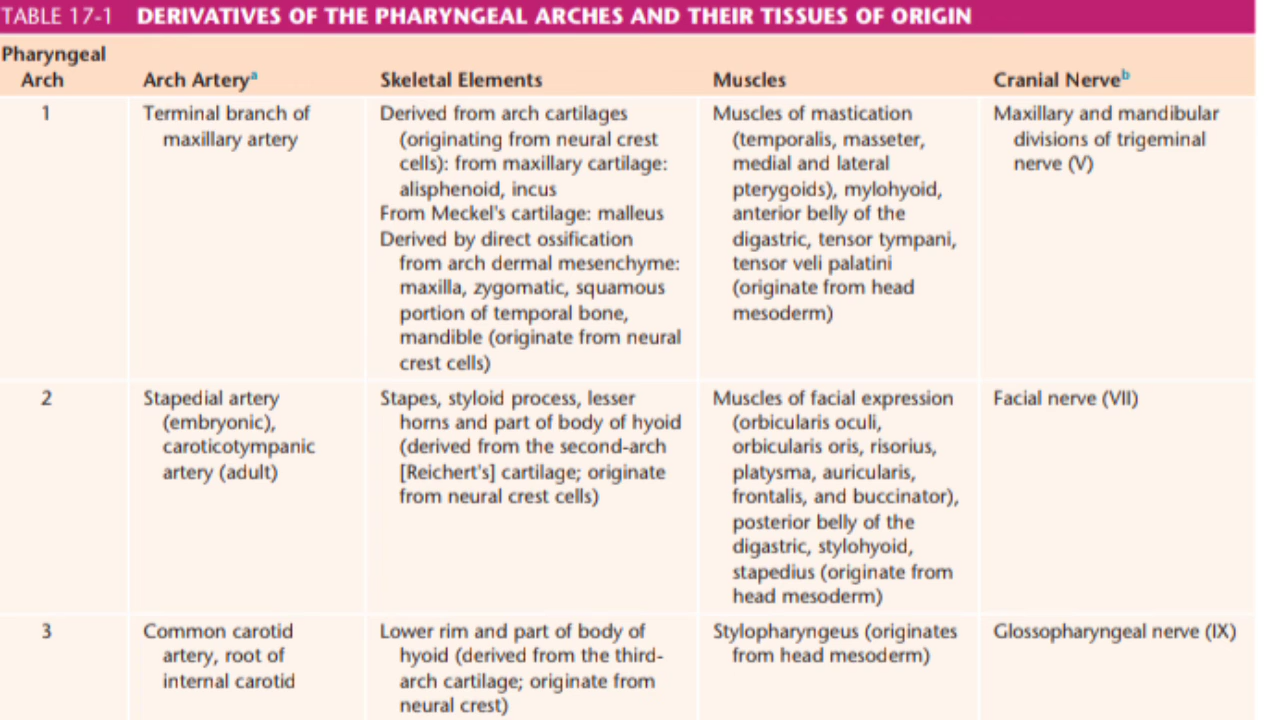 TABLE 17-1 DERIVATIVES OF THE PHARYNGEAL ARCHES AND THEIR TISSUES OF ORIGIN
Pharyngeal
Arch
Arch Arteryᵃ
Skeletal Elements
Muscles
Cranial Nerveᵇ
1
Terminal branch of
maxillary artery
Derived from arch cartilages
(originating from neural crest
cells): from maxillary cartilage:
alisphenoid, incus
From Meckel's cartilage: malleus
Derived by direct ossification
from arch dermal mesenchyme:
maxilla, zygomatic, squamous
portion of temporal bone,
mandible (originate from neural
crest cells)
Muscles of mastication
(temporalis, masseter,
medial and lateral
pterygoids), mylohyoid,
anterior belly of the
digastric, tensor tympani,
tensor veli palatini
(originate from head
mesoderm)
Maxillary and mandibular
divisions of trigeminal
nerve (V)
2
Stapedial artery
(embryonic),
caroticotympanic
artery (adult)
Stapes, styloid process, lesser
horns and part of body of hyoid
(derived from the second-arch
[Reichert's] cartilage; originate
from neural crest cells)
Muscles of facial expression
(orbicularis oculi,
orbicularis oris, risorius,
platysma, auricularis,
frontalis, and buccinator),
posterior belly of the
digastric, stylohyoid,
stapedius (originate from
head mesoderm)
Facial nerve (VII)
3
Common carotid
artery, root of
internal carotid
Lower rim and part of body of
hyoid (derived from the third-
arch cartilage; originate from
neural crest)
Stylopharyngeus (originates
from head mesoderm)
Glossopharyngeal nerve (IX)